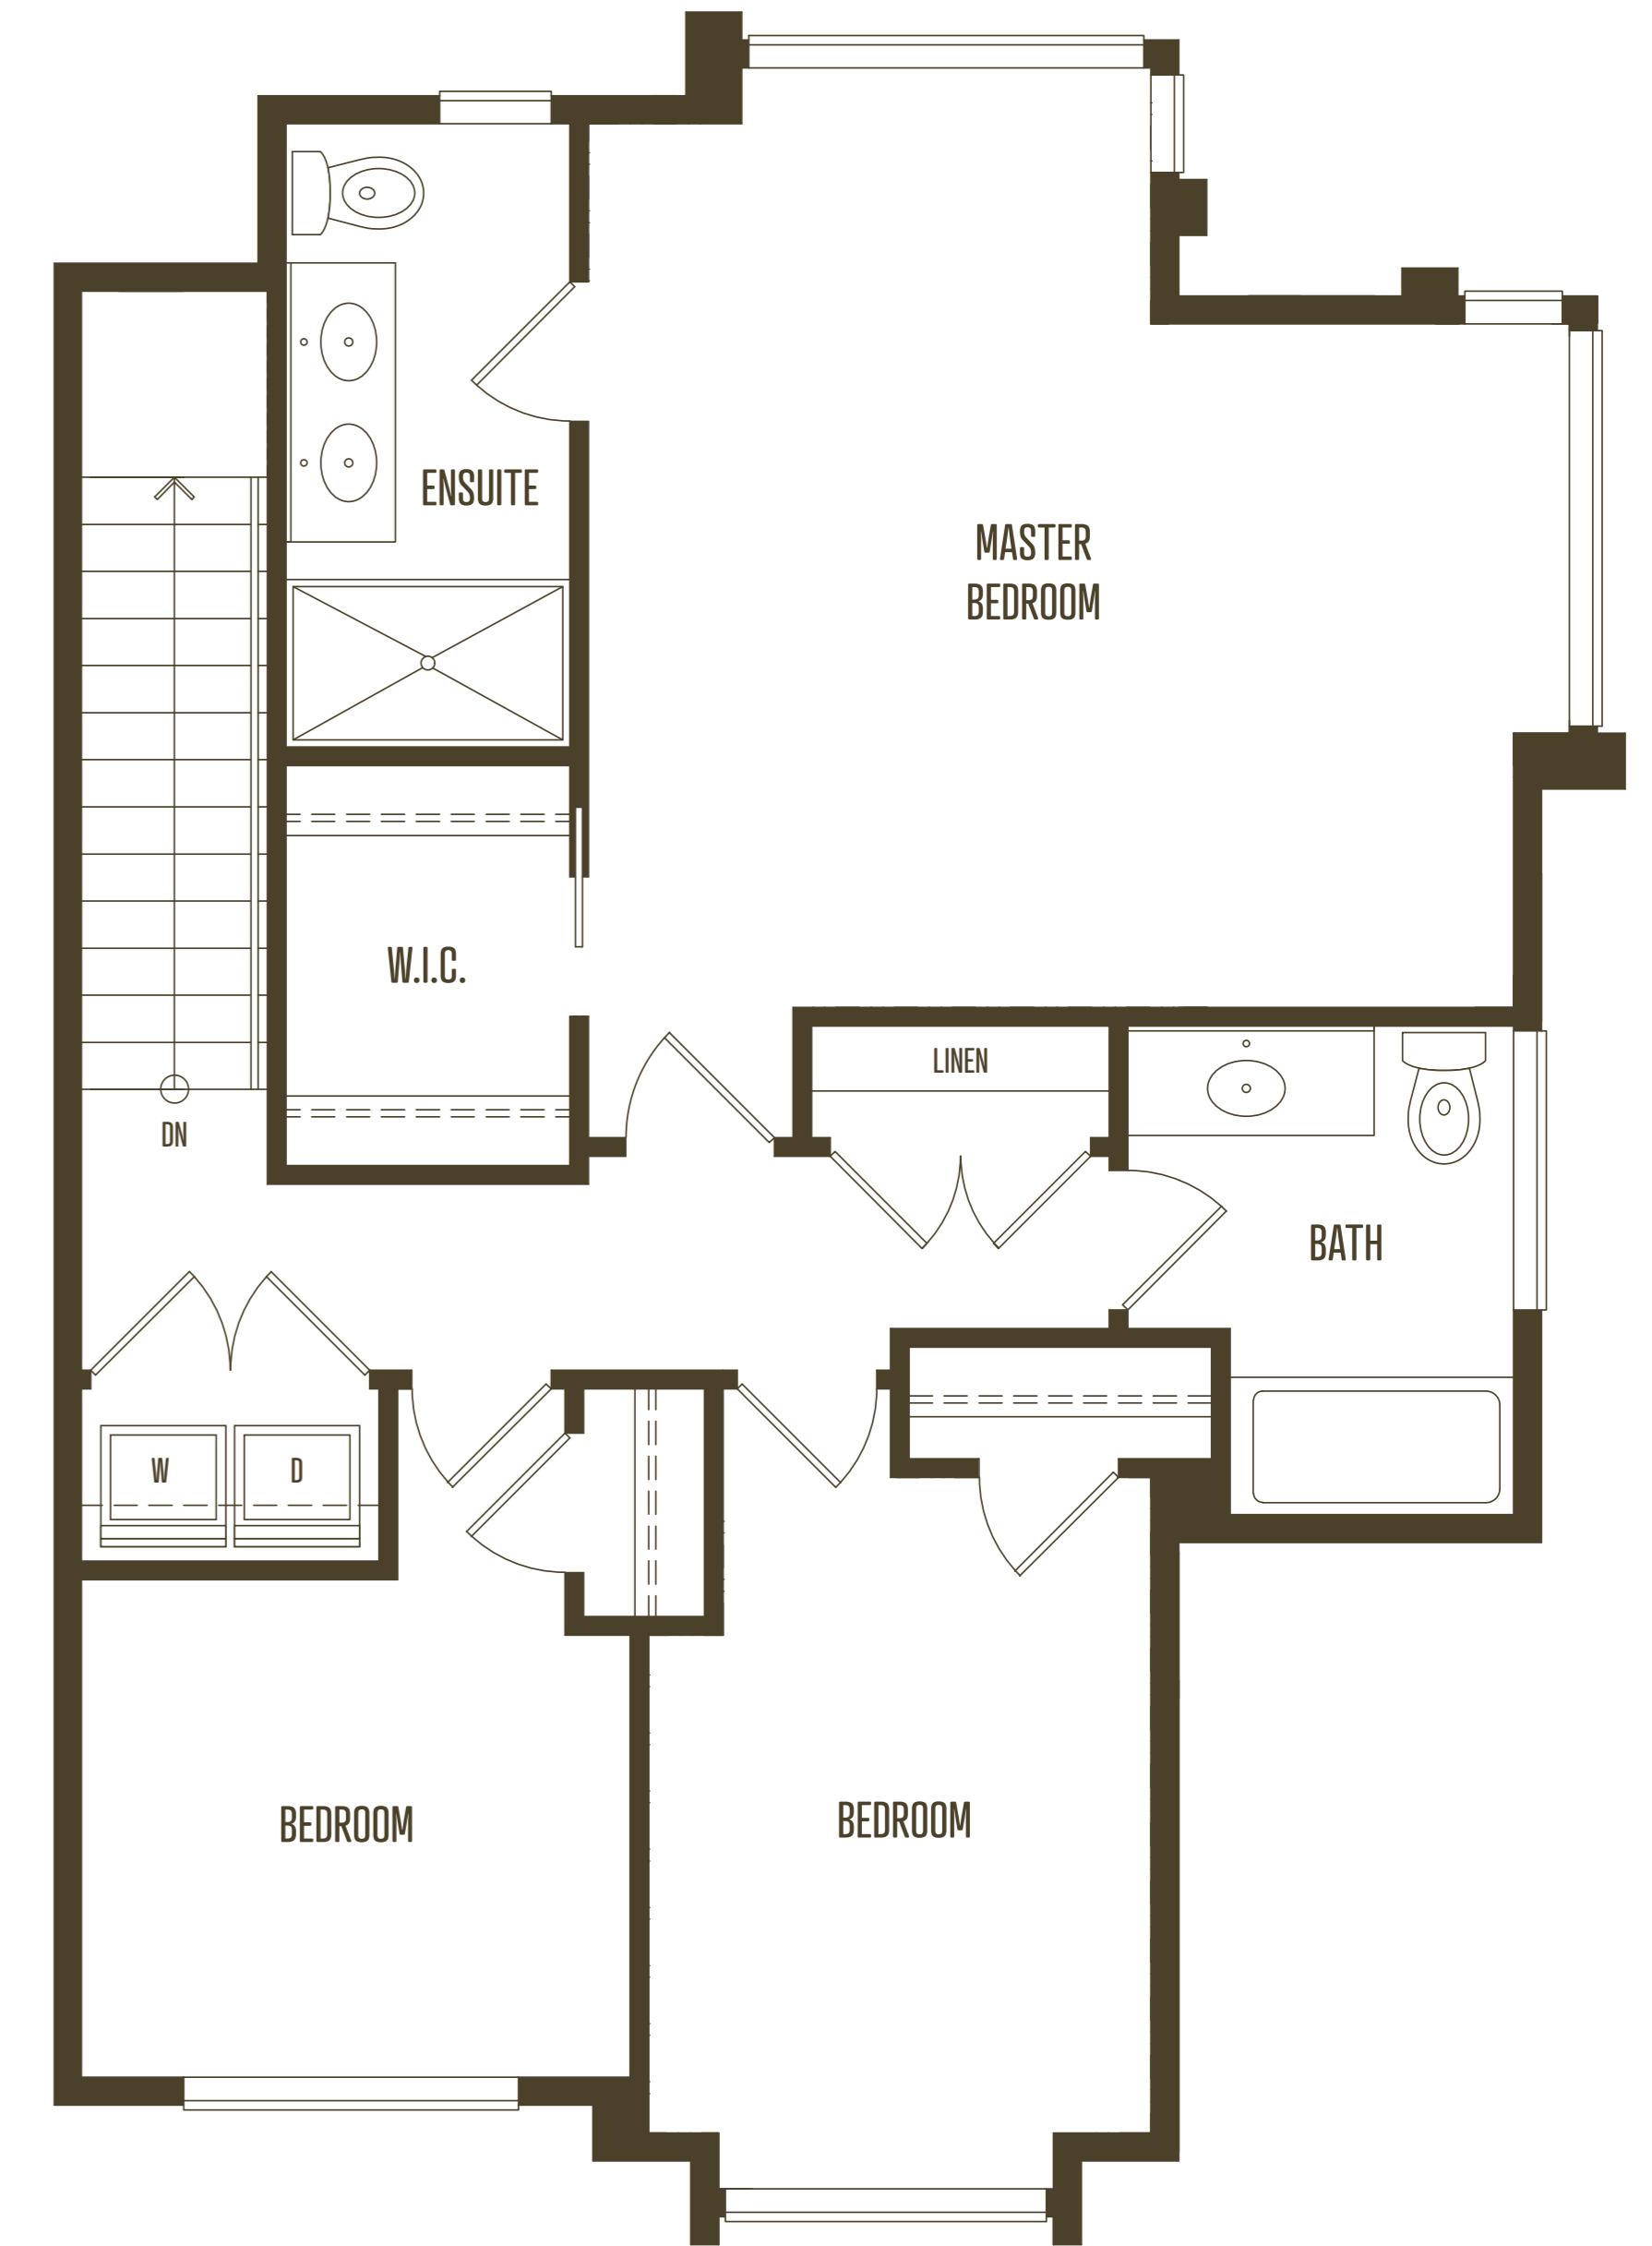 ENSUITE
MASTER
BEDROOM
W.I.C.
LINEN
DN
BATH
W
D
BEDROOM
BEDROOM